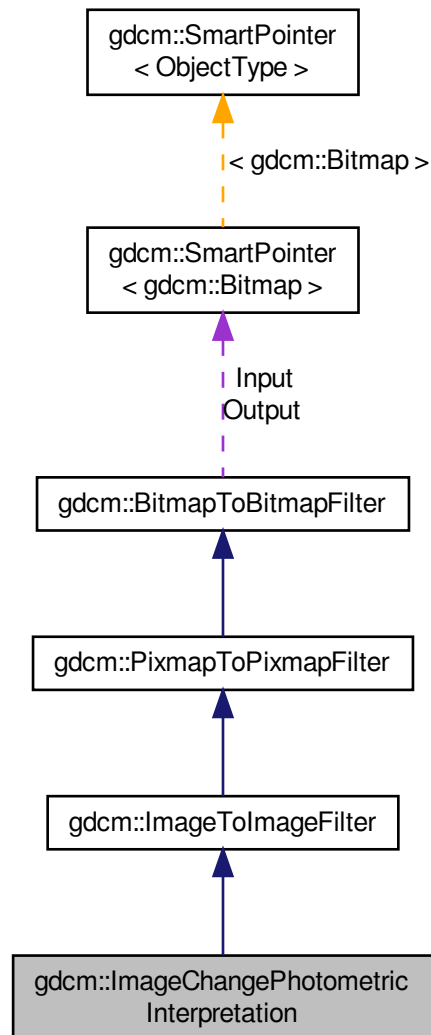 gdcm::SmartPointer
< ObjectType >
< gdcm::Bitmap >
gdcm::SmartPointer
< gdcm::Bitmap >
Input
Output
gdcm::BitmapToBitmapFilter
gdcm::PixmapToPixmapFilter
gdcm::ImageToImageFilter
gdcm::ImageChangePhotometric
Interpretation